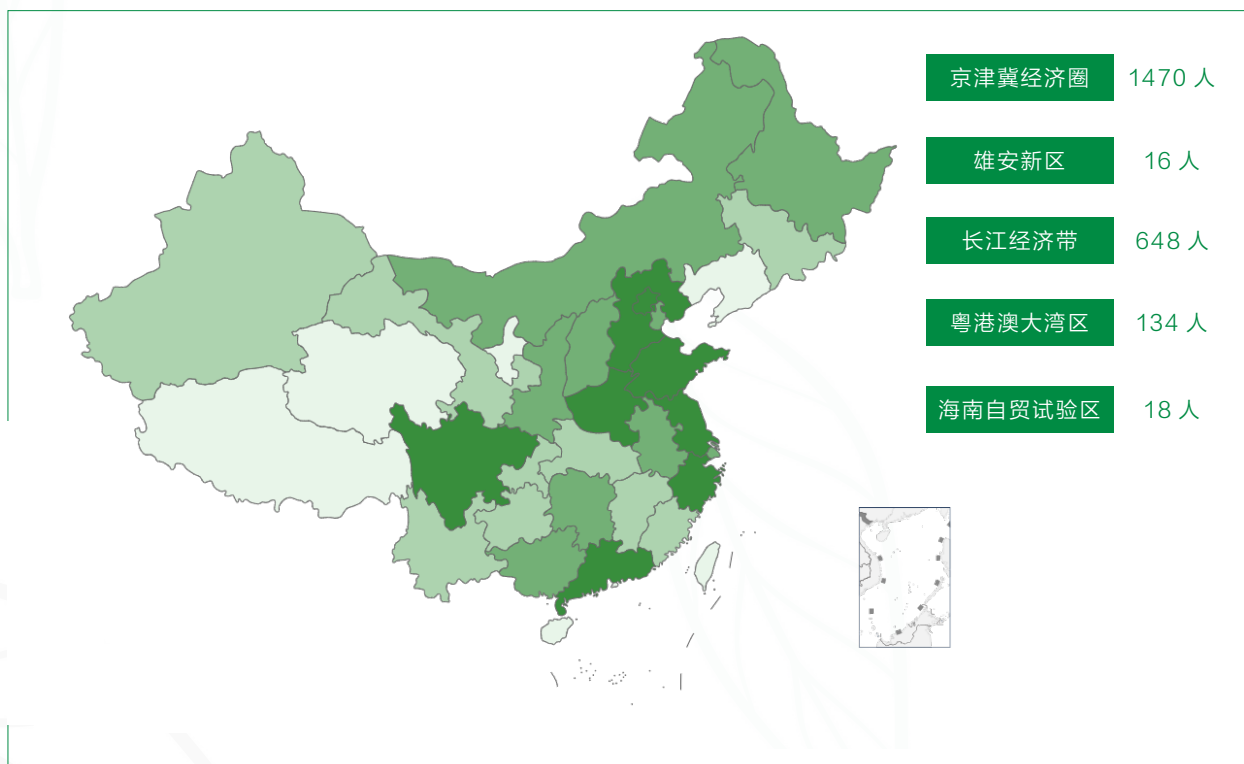 京津冀经济圈 1470 人
雄安新区 16 人
长江经济带 648 人
粤港澳大湾区 134 人
海南自贸试验区 18 人